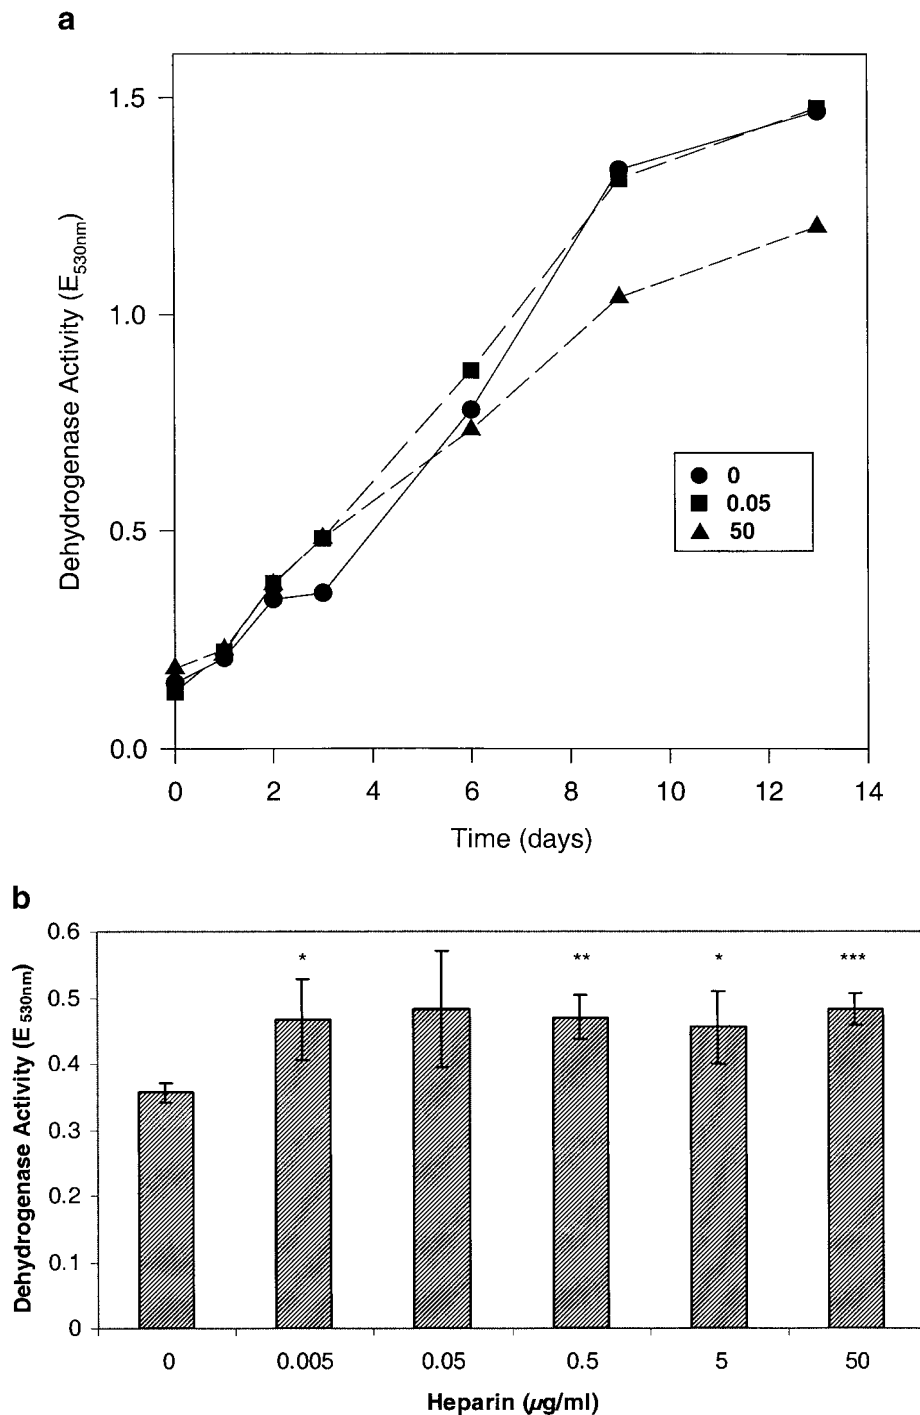 a
1.5
1.0
0.5
0.0
Dehydrogenase Activity (E530nm)
0
0.05
50
0 2 4 6 8 10 12 14
Time (days)
b
0.6
0.5
0.4
0.3
0.2
0.1
0
Dehydrogenase Activity (E 530nm)
* ** * ***
0 0.005 0.05 0.5 5 50
Heparin (µg/ml)